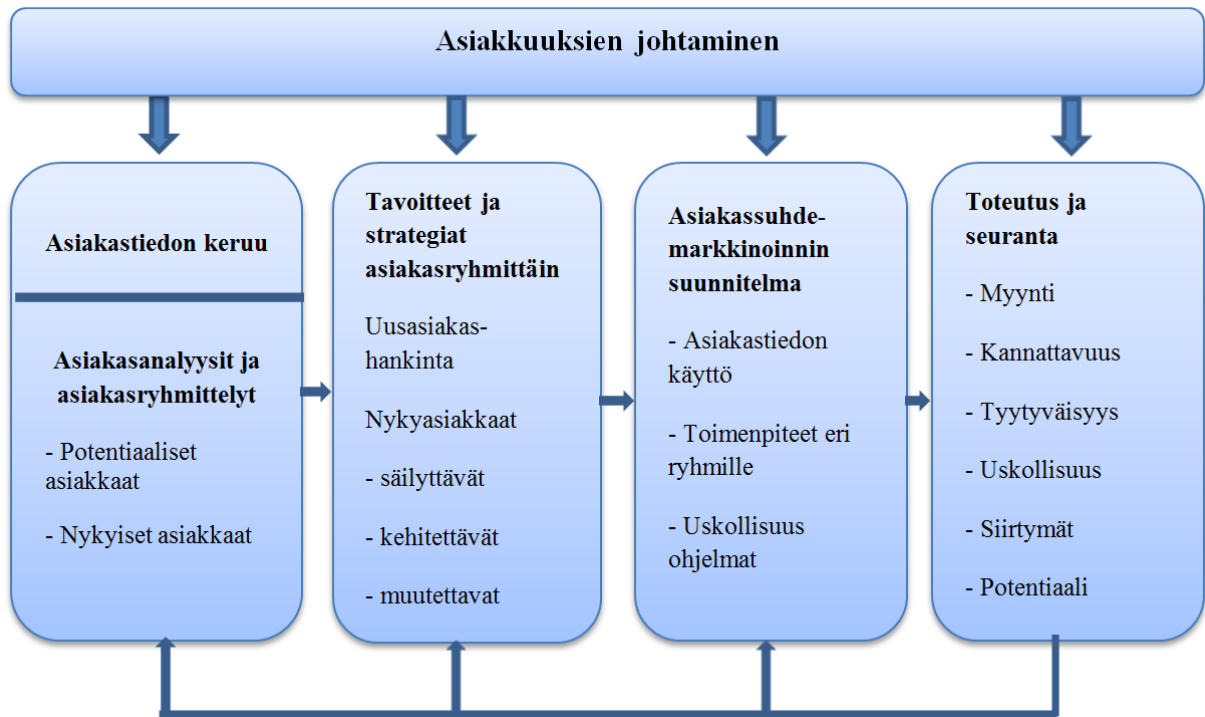 Asiakkuuksien johtaminen
Asiakastiedon keruu
Asiakasanalyysit ja
asiakasryhmittelyt
- Potentiaaliset
asiakkaat
- Nykyiset asiakkaat
Tavoitteet ja
strategiat
asiakasryhmittäin
Uusasiakas-
hankinta
Nykyasiakkaat
- säilyttävät
- kehitettävät
- muutettavat
Asiakassuhde-
markkinoinnin
suunnitelma
- Asiakastiedon
käyttö
- Toimenpiteet eri
ryhmille
- Uskollisuus
ohjelmat
Toteutus ja
seuranta
- Myynti
- Kannattavuus
- Tyytyväisyys
- Uskollisuus
- Siirtymät
- Potentiaali